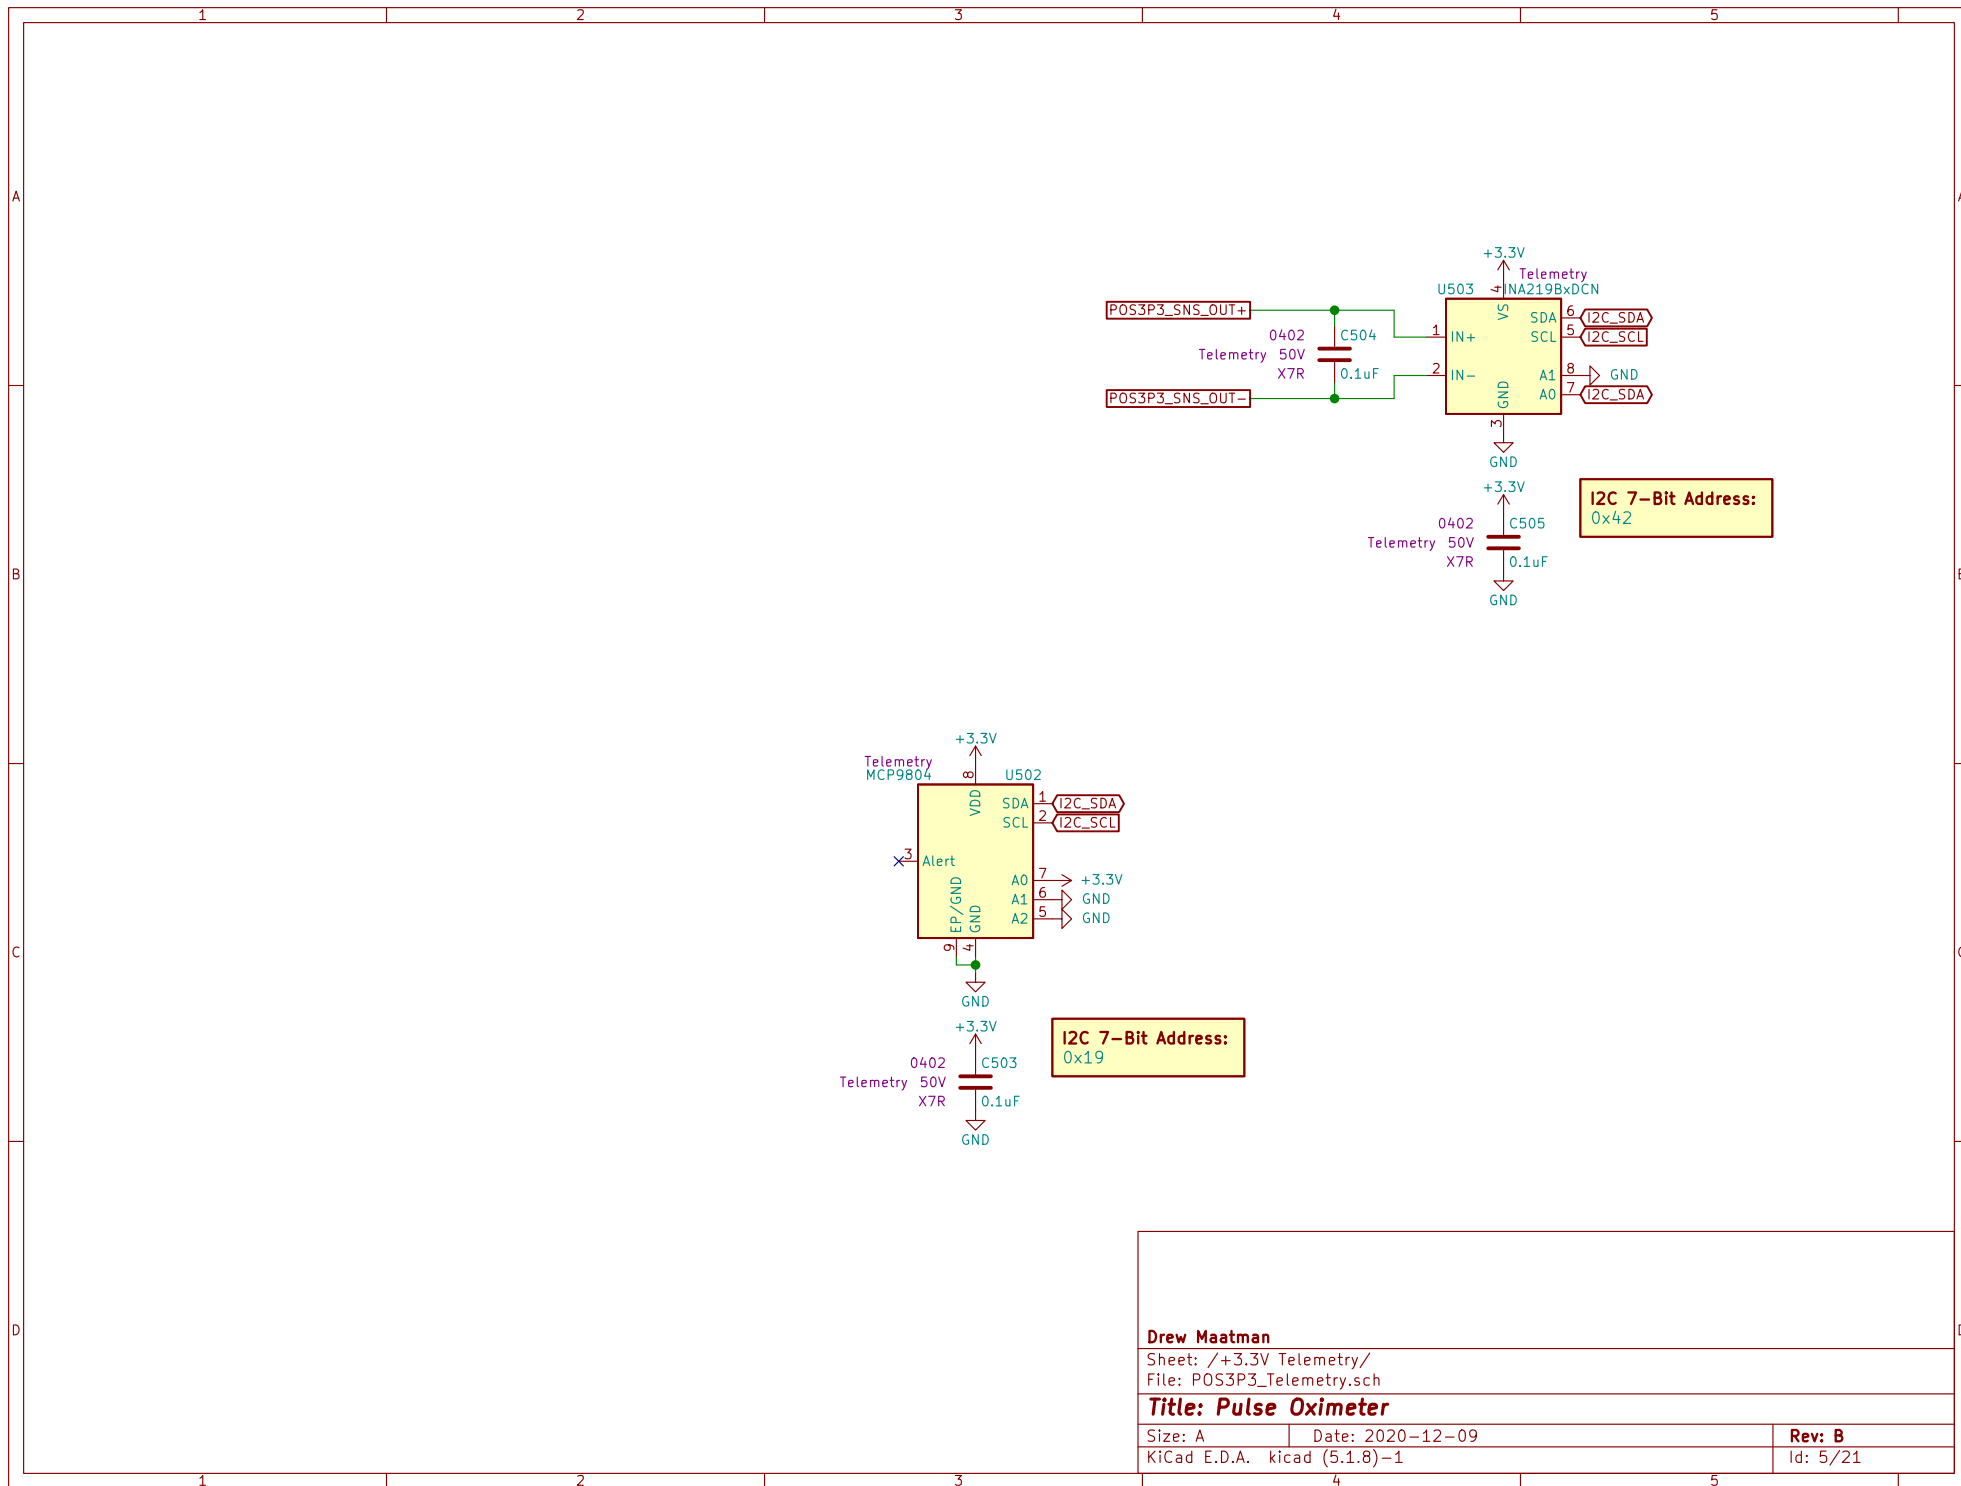 1 2 3 4 5
A
B
C
D
+3.3V
Telemetry
U503 INA219BxDCN
4 VS
POS3P3_SNS_OUT+
POS3P3_SNS_OUT-
0402 C504
Telemetry 50V
X7R 0.1uF
1 IN+
2 IN-
SDA 6 I2C_SDA
SCL 5 I2C_SCL
A1 8 GND
A0 7 I2C_SDA
GND 3
GND
+3.3V
0402 C505
Telemetry 50V
X7R 0.1uF
GND
I2C 7-Bit Address:
0x42
+3.3V
Telemetry
MCP9804 U502
8 VDD
SDA 1 I2C_SDA
SCL 2 I2C_SCL
3 Alert
A0 7 +3.3V
A1 6 GND
A2 5 GND
EP/GND 9
GND 4
GND
+3.3V
0402 C503
Telemetry 50V
X7R 0.1uF
GND
I2C 7-Bit Address:
0x19
Drew Maatman
Sheet: /+3.3V Telemetry/
File: POS3P3_Telemetry.sch
Title: Pulse Oximeter
Size: A Date: 2020-12-09 Rev: B
KiCad E.D.A. kicad (5.1.8)-1 Id: 5/21
1 2 3 4 5